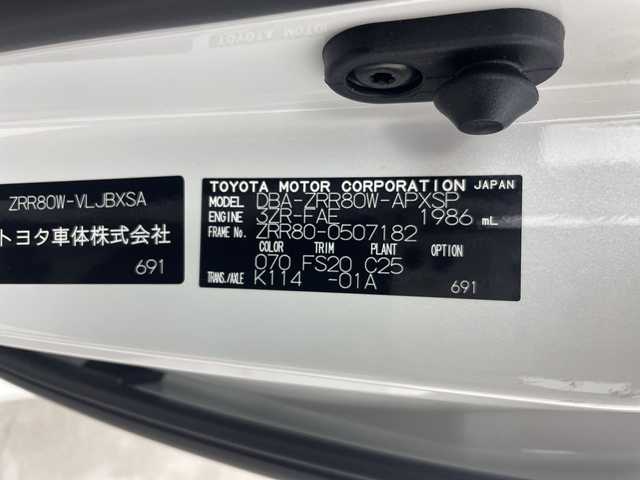 ZRR80W-VLJBXSA
トヨタ車体株式会社
691
TOYOTA MOTOR CORPORATION JAPAN
MODEL DBA-ZRR80W-APXSP
ENGINE 3ZR-FAE 1986 mL
FRAME No. ZRR80-0507182
COLOR TRIM PLANT
070 FS20 C25
TRANS./AXLE K114 -01A
691